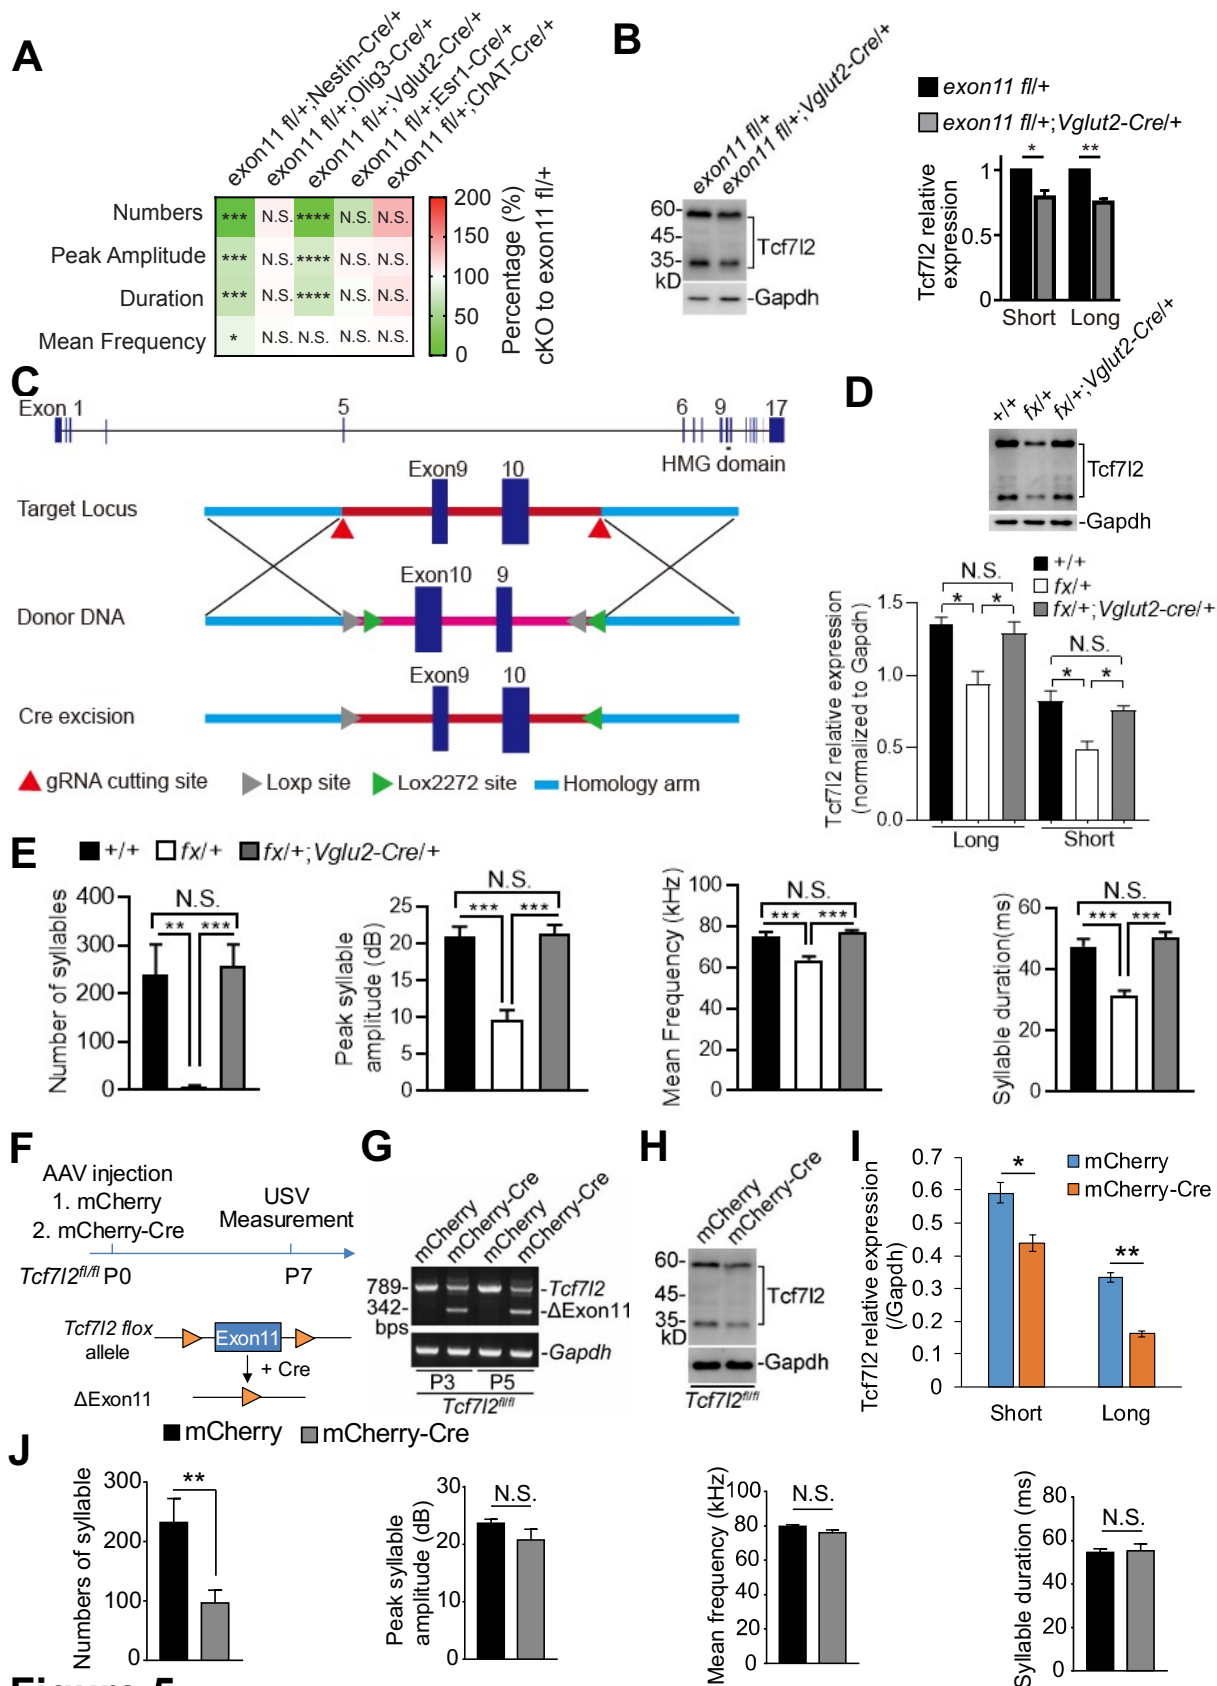 A
exon11 fl/+;Nestin-Cre/+
exon11 fl/+;Olig3-Cre/+
exon11 fl/+;Vglut2-Cre/+
exon11 fl/+;Esr1-Cre/+
exon11 fl/+;ChAT-Cre/+
Numbers
*** N.S. **** N.S. N.S.
Peak Amplitude
*** N.S. **** N.S. N.S.
Duration
*** N.S. **** N.S. N.S.
Mean Frequency
* N.S. N.S. N.S. N.S.
200
150
100
50
0
Percentage (%)
cKO to exon11 fl/+
B
exon11 fl/+
exon11 fl/+;Vglut2-Cre/+
60-
45-
35-
kD
Tcf7l2
-Gapdh
exon11 fl/+
exon11 fl/+;Vglut2-Cre/+
Tcf7l2 relative
expression
1
0.5
0
* **
Short Long
C
Exon 1 5 6 9 17
HMG domain
Exon9 10
Target Locus
Exon10 9
Donor DNA
Exon9 10
Cre excision
gRNA cutting site Loxp site Lox2272 site Homology arm
D
+/+
fx/+
fx/+;Vglut2-Cre/+
Tcf7l2
-Gapdh
+/+
fx/+
fx/+;Vglut2-cre/+
Tcf7l2 relative expression
(normalized to Gapdh)
1.5
1.0
0.5
0.0
N.S.
* *
N.S.
* *
Long Short
E
+/+ fx/+ fx/+;Vglu2-Cre/+
Number of syllables
400
300
200
100
0
N.S.
** ***
Peak syllable
amplitude (dB)
25
20
15
10
5
0
N.S.
*** ***
Mean Frequency (kHz)
100
80
60
40
20
0
N.S.
*** ***
Syllable duration(ms)
60
40
20
0
N.S.
*** ***
F
AAV injection
1. mCherry
2. mCherry-Cre
USV
Measurement
Tcf7l2fl/fl P0 P7
Tcf7l2 flox
allele
Exon11
+ Cre
ΔExon11
G
mCherry
mCherry-Cre
mCherry
mCherry-Cre
789-
342-
bps
-Tcf7l2
-ΔExon11
-Gapdh
P3 P5
Tcf7l2fl/fl
H
mCherry
mCherry-Cre
60-
45-
35-
kD
Tcf7l2
-Gapdh
Tcf7l2fl/fl
I
Tcf7l2 relative expression
(/Gapdh)
0.7
0.6
0.5
0.4
0.3
0.2
0.1
0
mCherry
mCherry-Cre
*
**
Short Long
J
mCherry mCherry-Cre
Numbers of syllable
300
200
100
0
**
Peak syllable
amplitude (dB)
30
20
10
0
N.S.
Mean frequency (kHz)
100
80
60
40
20
0
N.S.
Syllable duration (ms)
80
60
40
20
0
N.S.